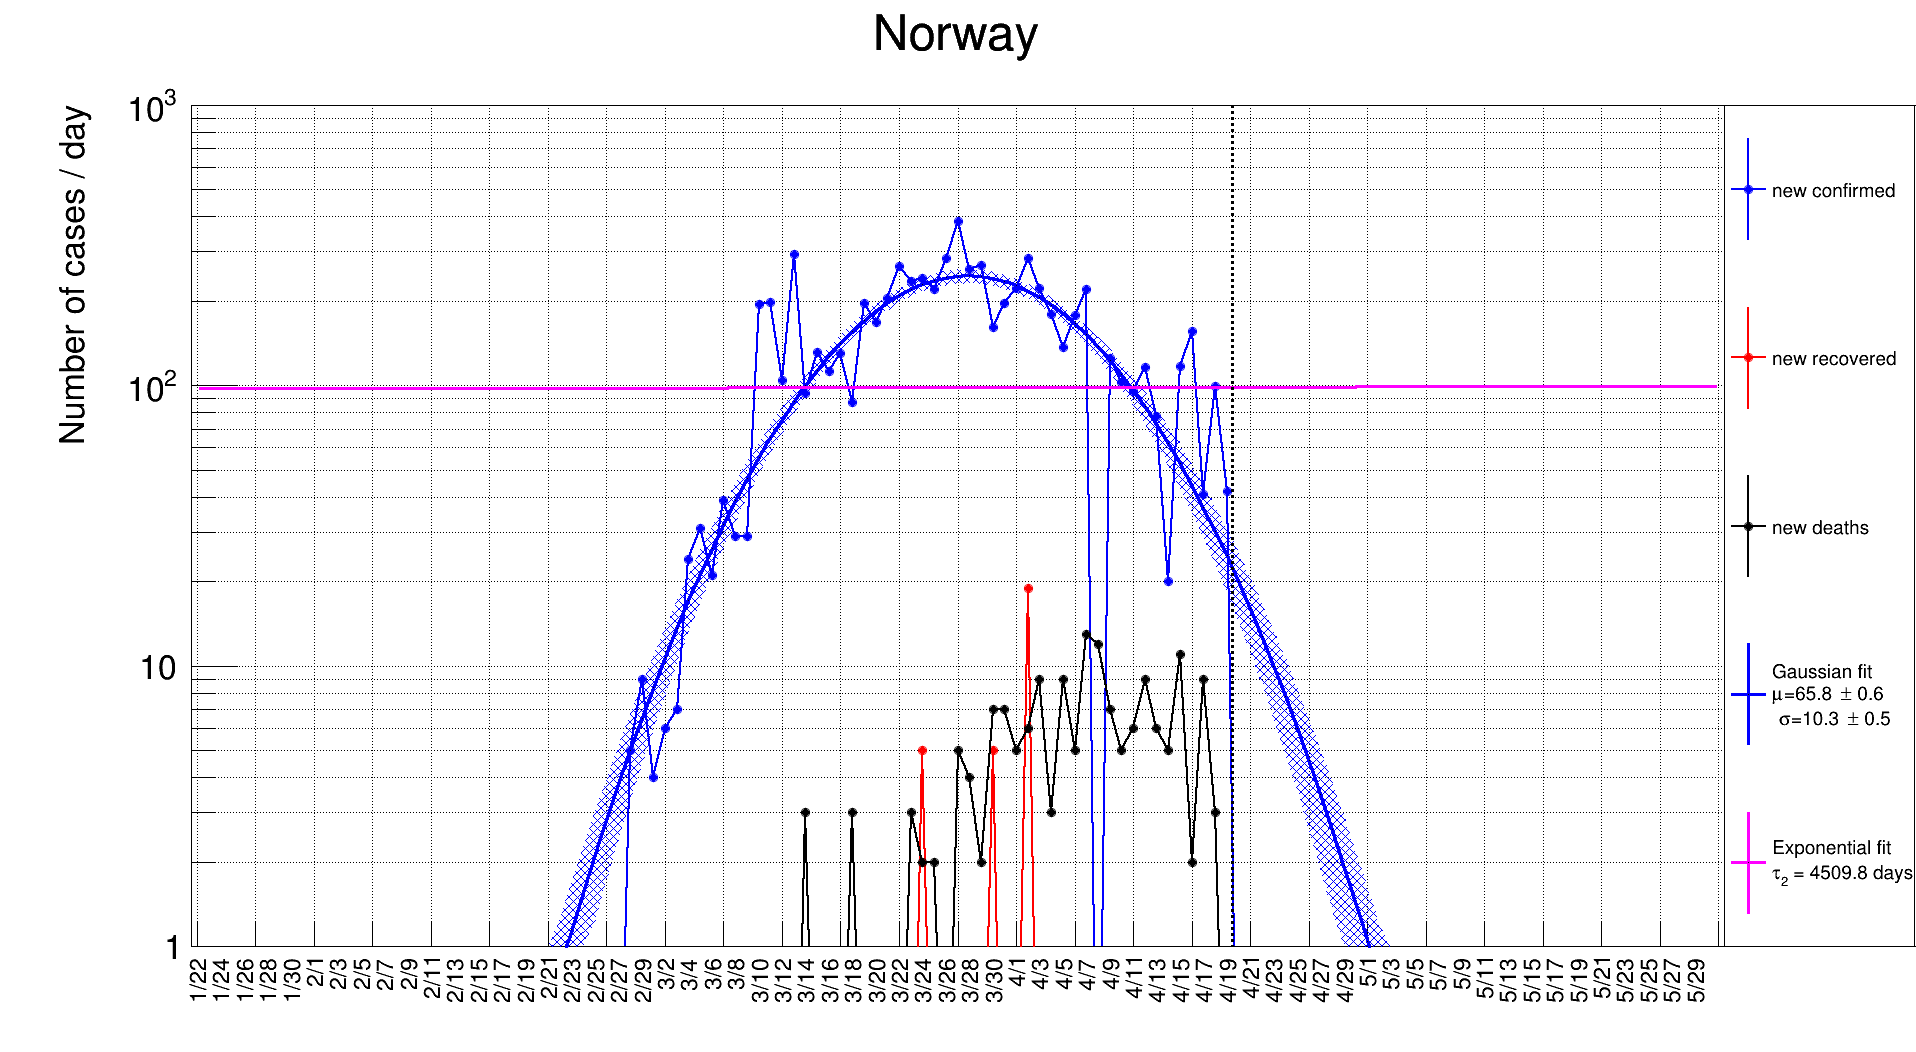 Norway
Number of cases / day
10³
10²
10
1
1/22 1/24 1/26 1/28 1/30 2/1 2/3 2/5 2/7 2/9 2/11 2/13 2/15 2/17 2/19 2/21 2/23 2/25 2/27 2/29 3/2 3/4 3/6 3/8 3/10 3/12 3/14 3/16 3/18 3/20 3/22 3/24 3/26 3/28 3/30 4/1 4/3 4/5 4/7 4/9 4/11 4/13 4/15 4/17 4/19 4/21 4/23 4/25 4/27 4/29 5/1 5/3 5/5 5/7 5/9 5/11 5/13 5/15 5/17 5/19 5/21 5/23 5/25 5/27 5/29
new confirmed
new recovered
new deaths
Gaussian fit
μ=65.8 ± 0.6
σ=10.3 ± 0.5
Exponential fit
τ₂ = 4509.8 days